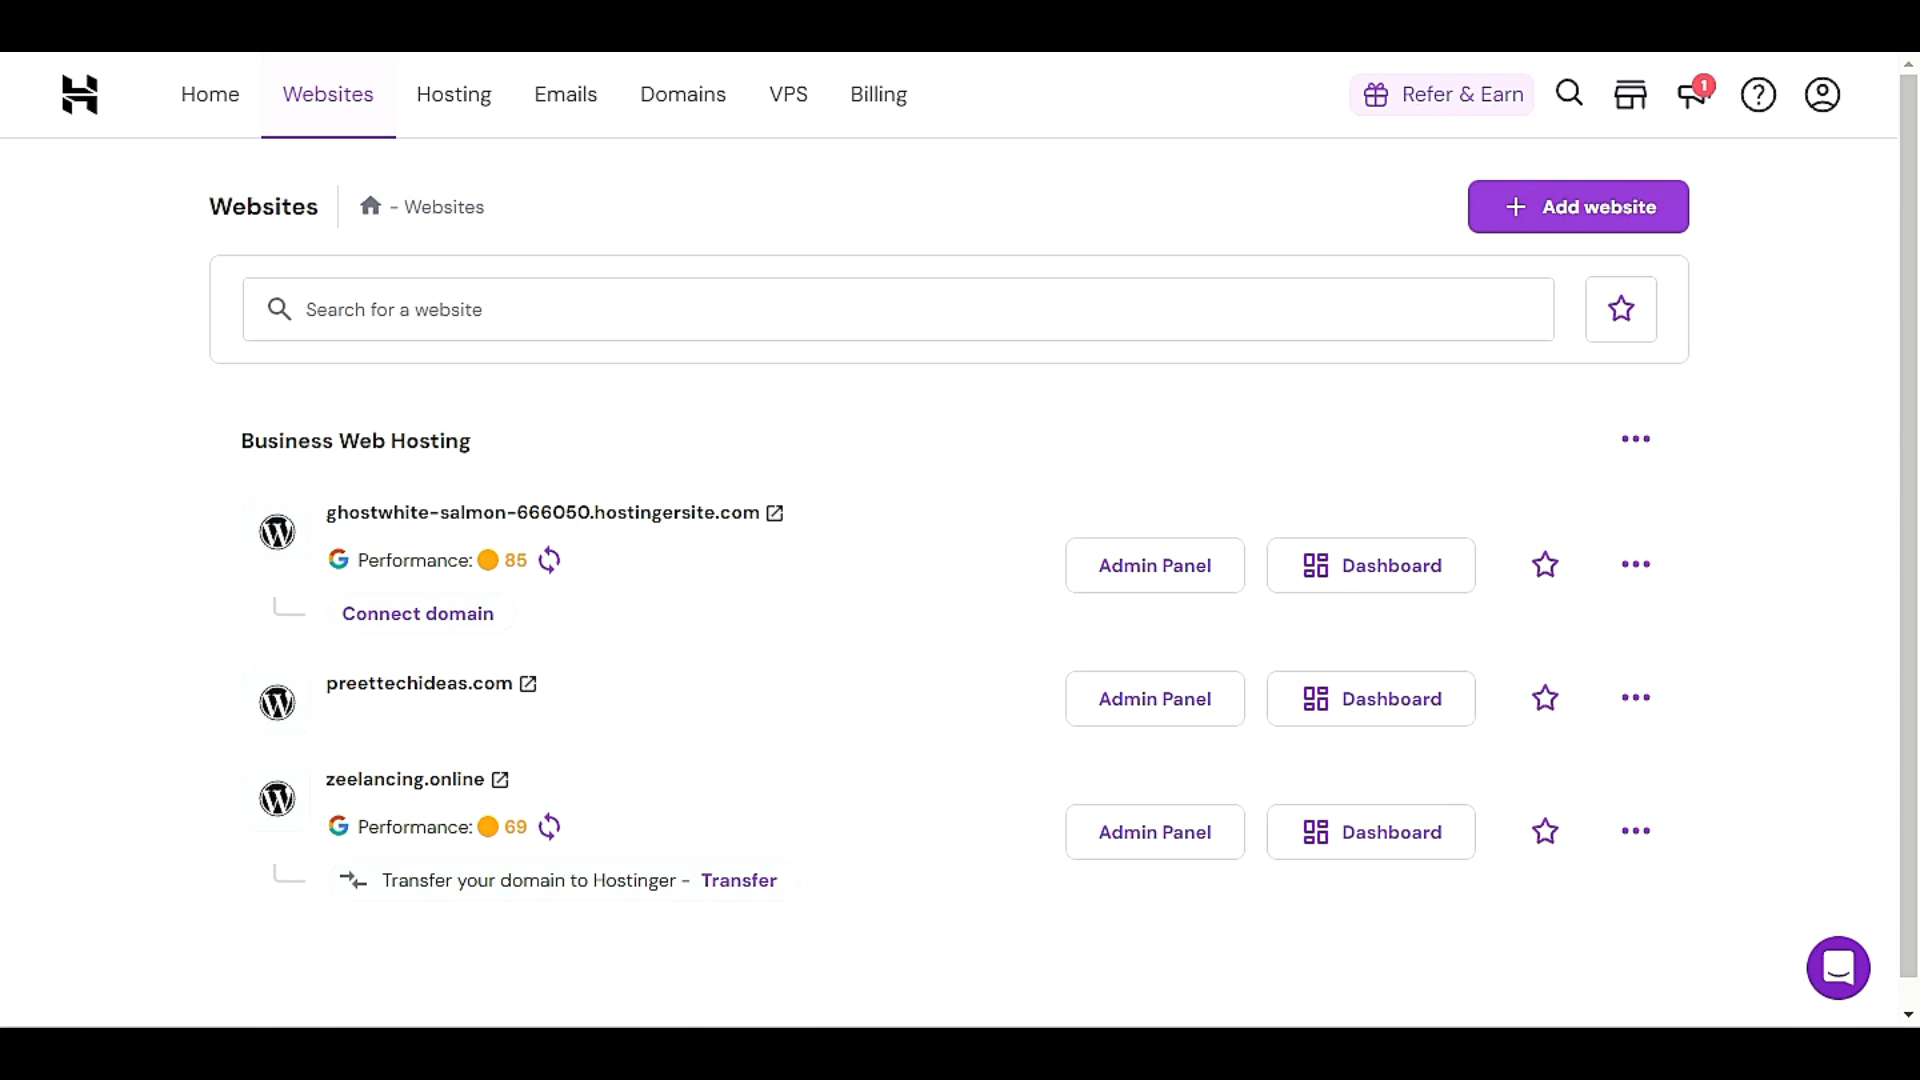 Home Websites Hosting Emails Domains VPS Billing Refer & Earn 1
Websites - Websites + Add website
Search for a website
Business Web Hosting
ghostwhite-salmon-666050.hostingersite.com
Performance: 85
Admin Panel Dashboard
Connect domain
preettechideas.com
Admin Panel Dashboard
zeelancing.online
Performance: 69
Admin Panel Dashboard
Transfer your domain to Hostinger - Transfer